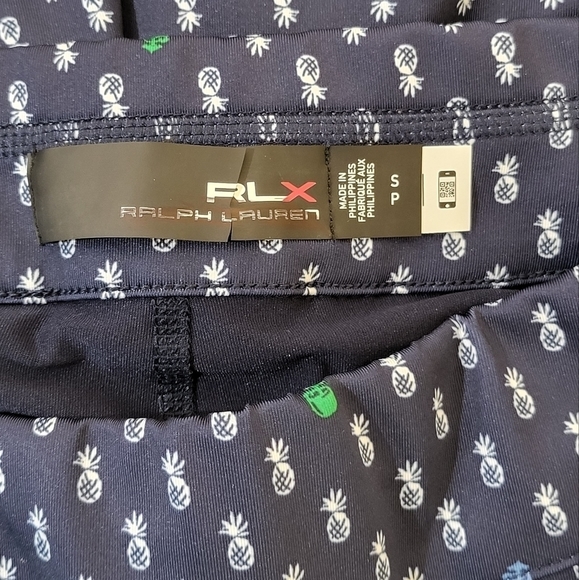 RLX
RALPH LAUREN
MADE IN
PHILIPPINES
FABRIQUÉ AUX
PHILIPPINES
S
P